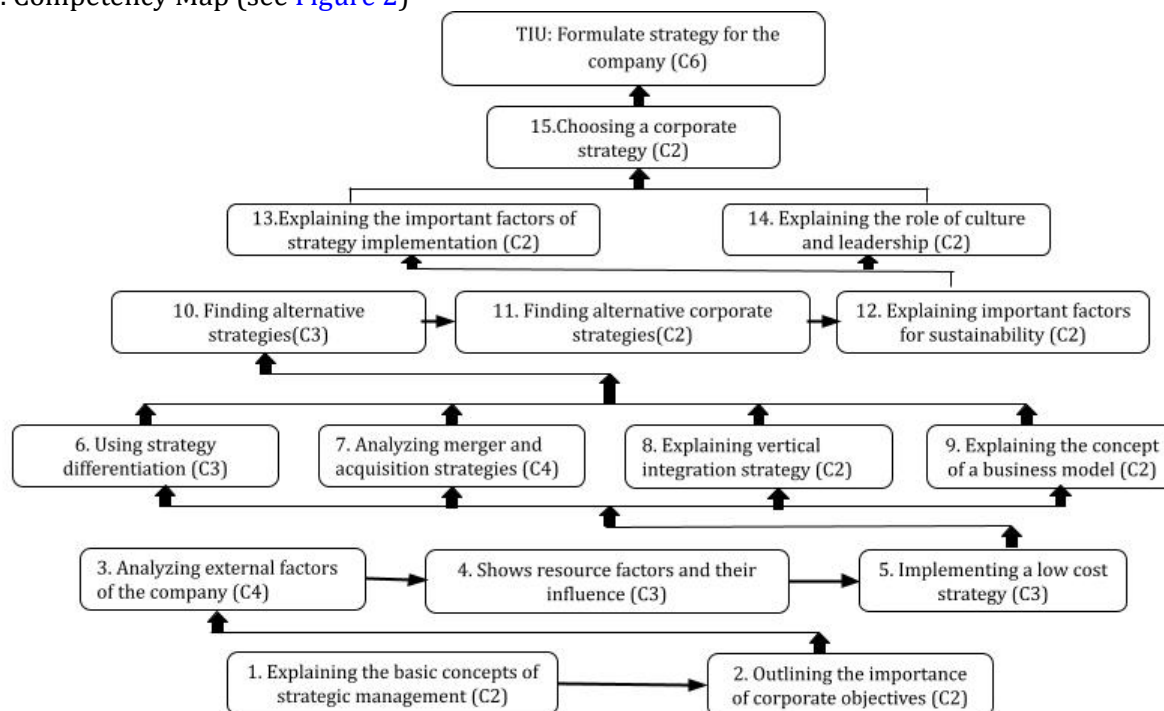 . Competency Map (see Figure 2)
TIU: Formulate strategy for the
company (C6)
15.Choosing a corporate
strategy (C2)
13.Explaining the important factors of
strategy implementation (C2)
14. Explaining the role of culture
and leadership (C2)
10. Finding alternative
strategies(C3)
11. Finding alternative corporate
strategies(C2)
12. Explaining important factors
for sustainability (C2)
6. Using strategy
differentiation (C3)
7. Analyzing merger and
acquisition strategies (C4)
8. Explaining vertical
integration strategy (C2)
9. Explaining the concept
of a business model (C2)
3. Analyzing external factors
of the company (C4)
4. Shows resource factors and their
influence (C3)
5. Implementing a low cost
strategy (C3)
1. Explaining the basic concepts of
strategic management (C2)
2. Outlining the importance
of corporate objectives (C2)